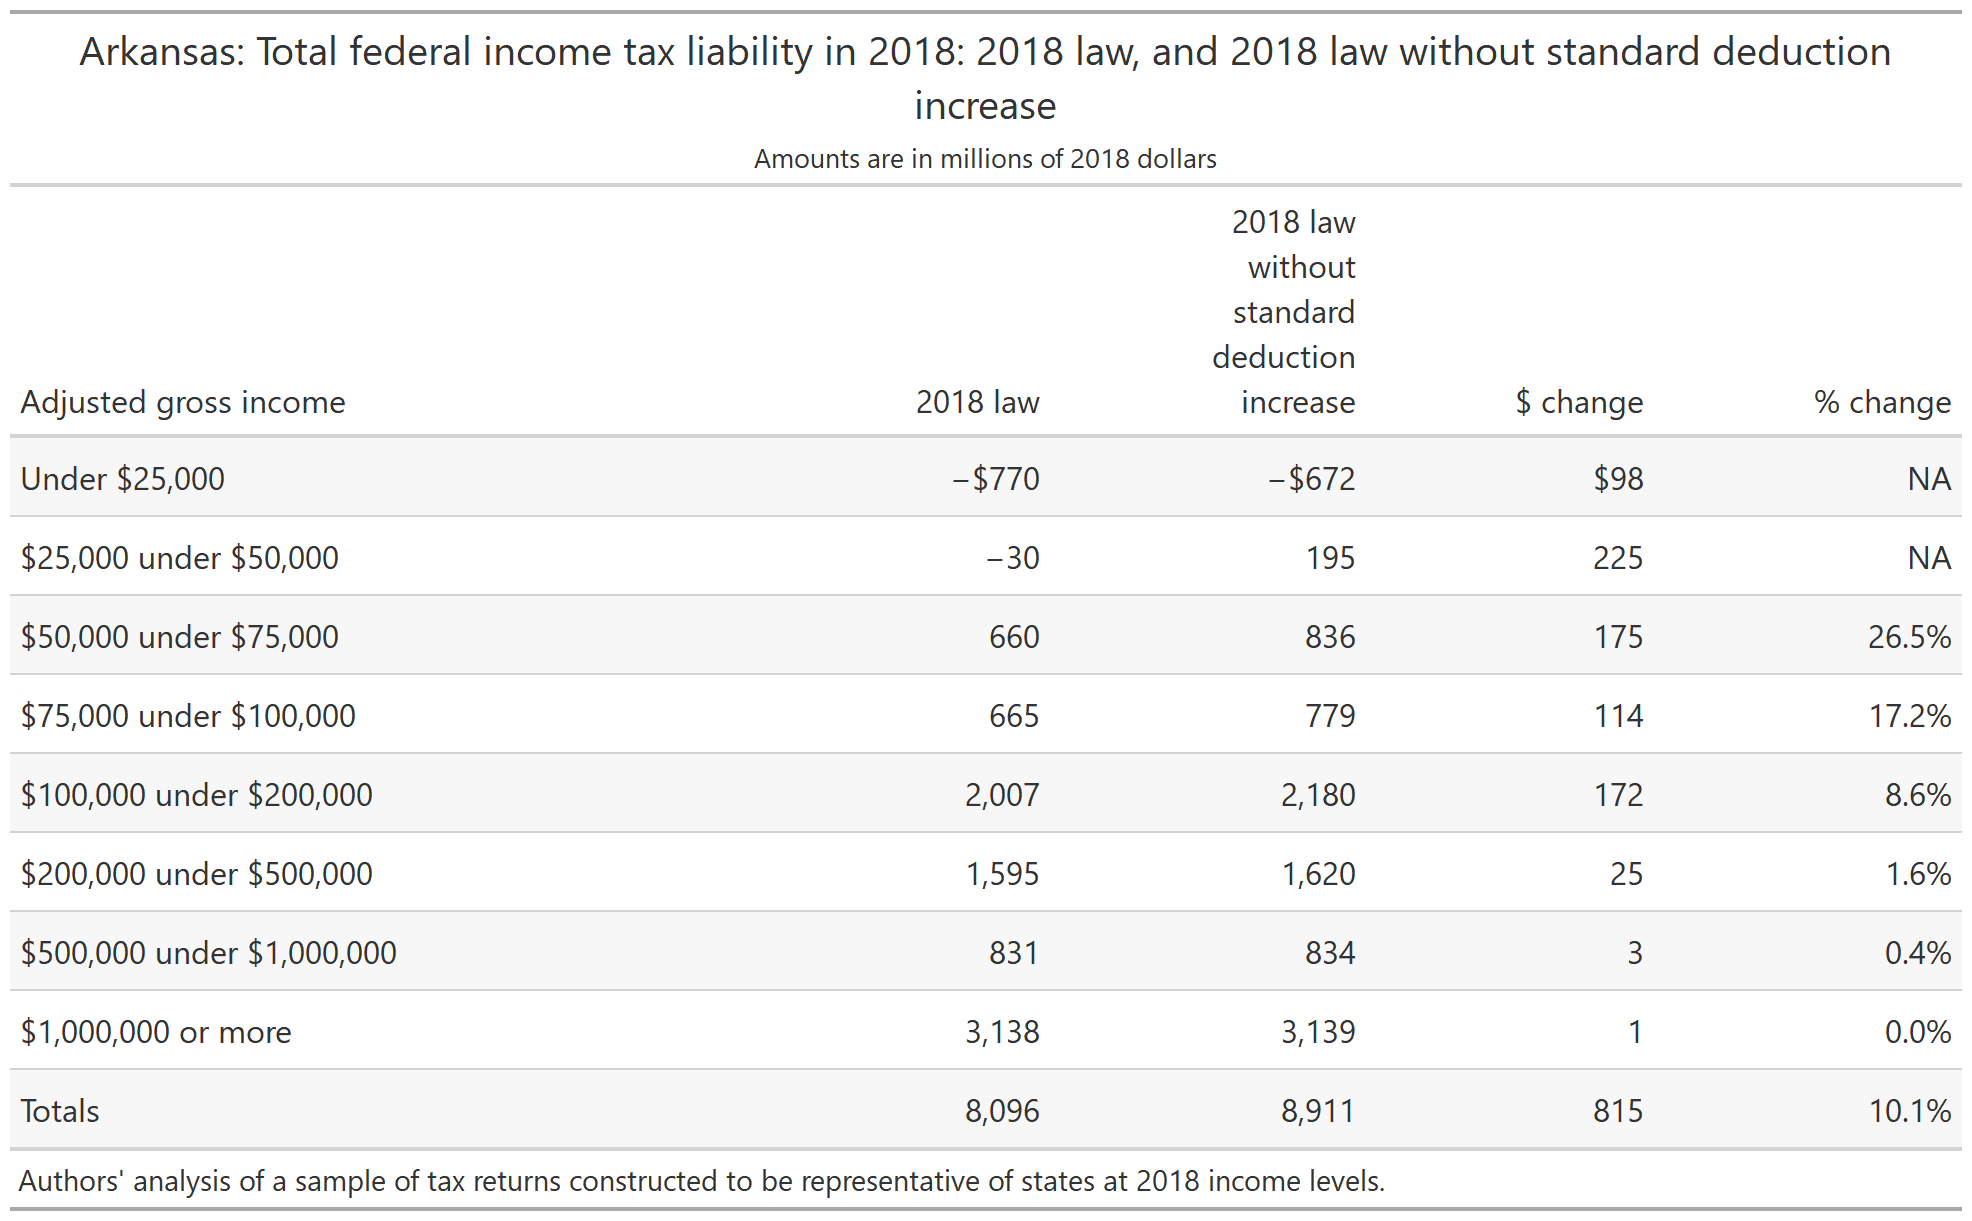 Arkansas: Total federal income tax liability in 2018: 2018 law, and 2018 law without standard deduction
increase
Amounts are in millions of 2018 dollars
Adjusted gross income 2018 law 2018 law without standard deduction increase $ change % change
Under $25,000 −$770 −$672 $98 NA
$25,000 under $50,000 −30 195 225 NA
$50,000 under $75,000 660 836 175 26.5%
$75,000 under $100,000 665 779 114 17.2%
$100,000 under $200,000 2,007 2,180 172 8.6%
$200,000 under $500,000 1,595 1,620 25 1.6%
$500,000 under $1,000,000 831 834 3 0.4%
$1,000,000 or more 3,138 3,139 1 0.0%
Totals 8,096 8,911 815 10.1%
Authors' analysis of a sample of tax returns constructed to be representative of states at 2018 income levels.